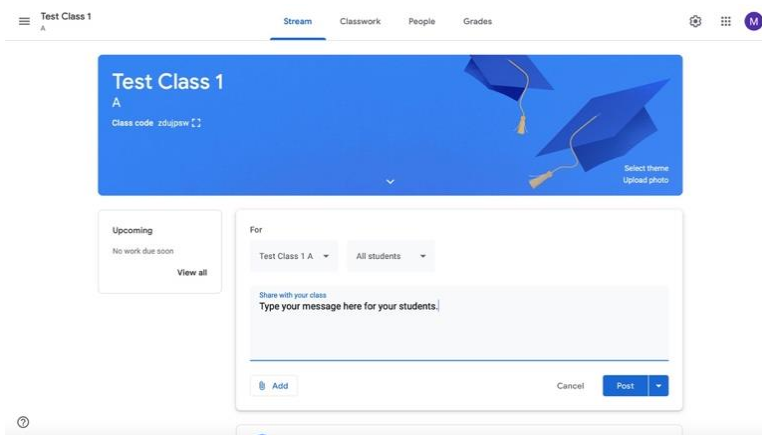 Test Class 1
A
Stream Classwork People Grades
M
Test Class 1
A
Class code zdujpsw
Select theme
Upload photo
Upcoming
No work due soon
View all
For
Test Class 1 A All students
Share with your class
Type your message here for your students.
Add Cancel Post